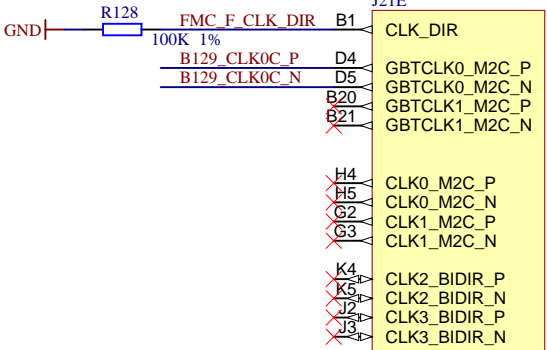 J21E
R128
GND
FMC_F_CLK_DIR B1 CLK_DIR
100K 1%
B129_CLK0C_P D4 GBTCLK0_M2C_P
B129_CLK0C_N D5 GBTCLK0_M2C_N
B20 GBTCLK1_M2C_P
B21 GBTCLK1_M2C_N
H4 CLK0_M2C_P
H5 CLK0_M2C_N
G2 CLK1_M2C_P
G3 CLK1_M2C_N
K4 CLK2_BIDIR_P
K5 CLK2_BIDIR_N
J2 CLK3_BIDIR_P
J3 CLK3_BIDIR_N